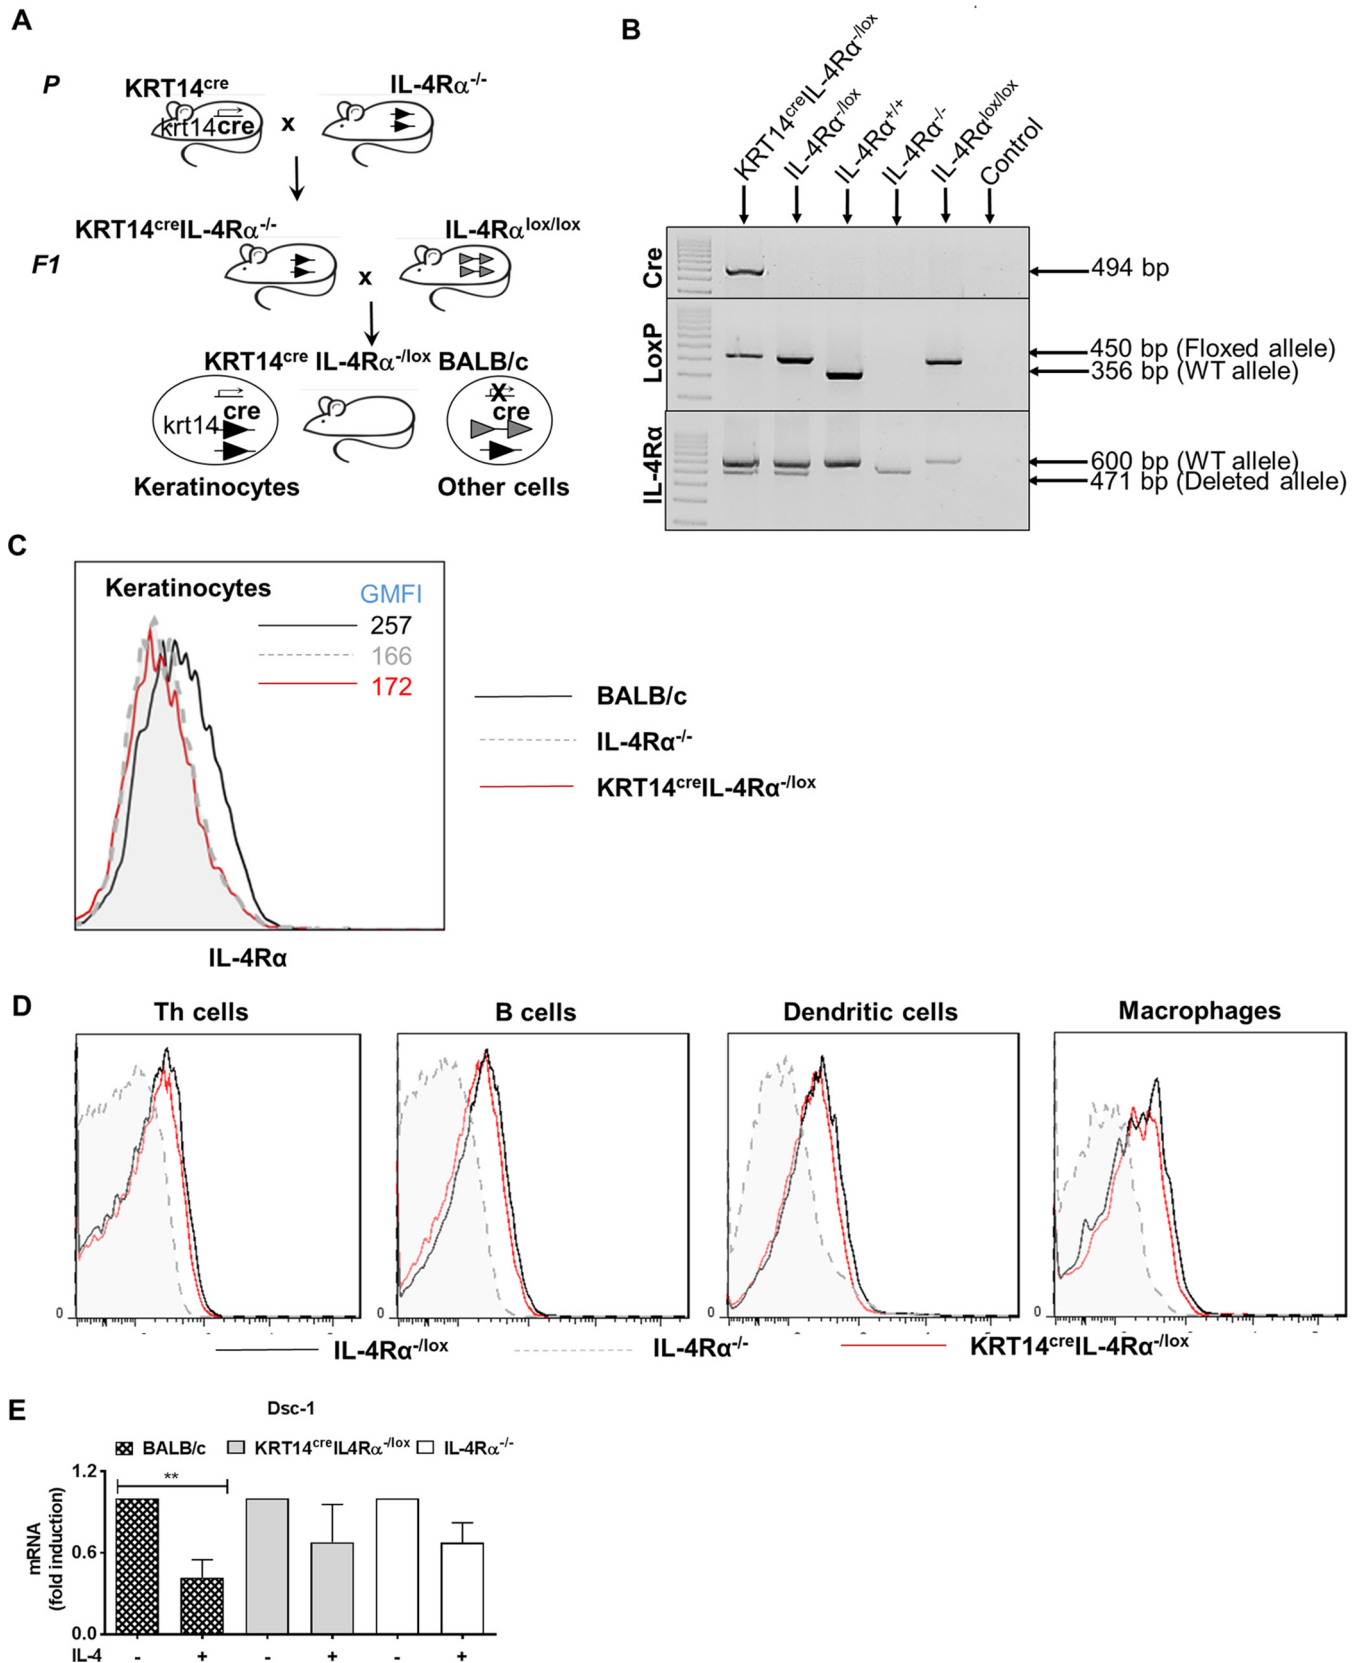 A
P
KRT14cre
IL-4Rα-/-
krt14cre
x
KRT14creIL-4Rα-/-
IL-4Rαlox/lox
F1
x
KRT14cre IL-4Rα-/lox BALB/c
krt14
cre
X
cre
Keratinocytes
Other cells
B
KRT14creIL-4Rα-/lox
IL-4Rα-/lox
IL-4Rα+/+
IL-4Rα-/-
IL-4Rαlox/lox
Control
Cre
494 bp
LoxP
450 bp (Floxed allele)
356 bp (WT allele)
IL-4Rα
600 bp (WT allele)
471 bp (Deleted allele)
C
Keratinocytes
GMFI
257
166
172
IL-4Rα
BALB/c
IL-4Rα-/-
KRT14creIL-4Rα-/lox
D
Th cells
B cells
Dendritic cells
Macrophages
0
0
0
0
IL-4Rα-/lox
IL-4Rα-/-
KRT14creIL-4Rα-/lox
E
Dsc-1
BALB/c
KRT14creIL4Rα-/lox
IL-4Rα-/-
mRNA
(fold induction)
1.2
0.6
0.0
**
IL-4 - + - + - +